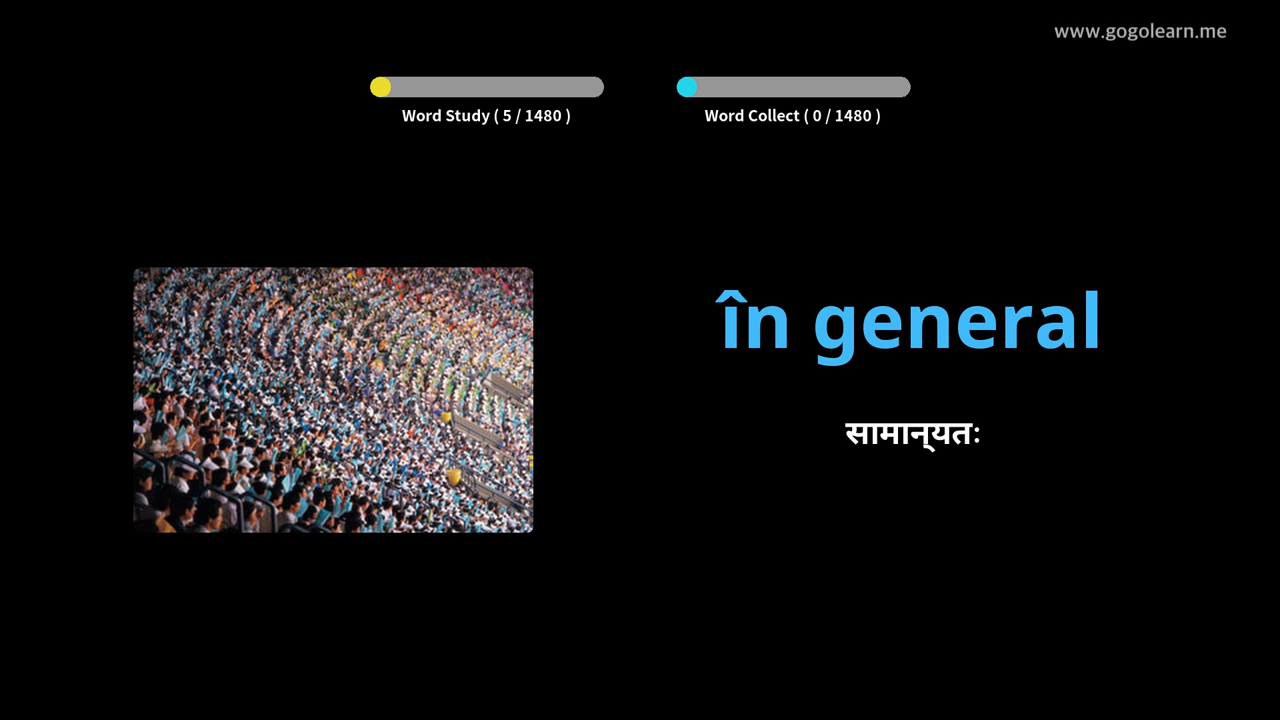 www.gogolearn.me
Word Study ( 5 / 1480 )
Word Collect ( 0 / 1480 )
în general
सामान्यतः